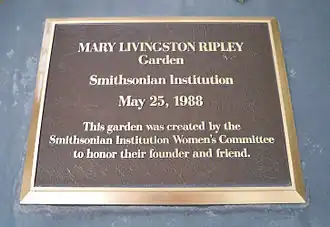 MARY LIVINGSTON RIPLEY
Garden
Smithsonian Institution
May 25, 1988
This garden was created by the
Smithsonian Institution Women's Committee
to honor their founder and friend.